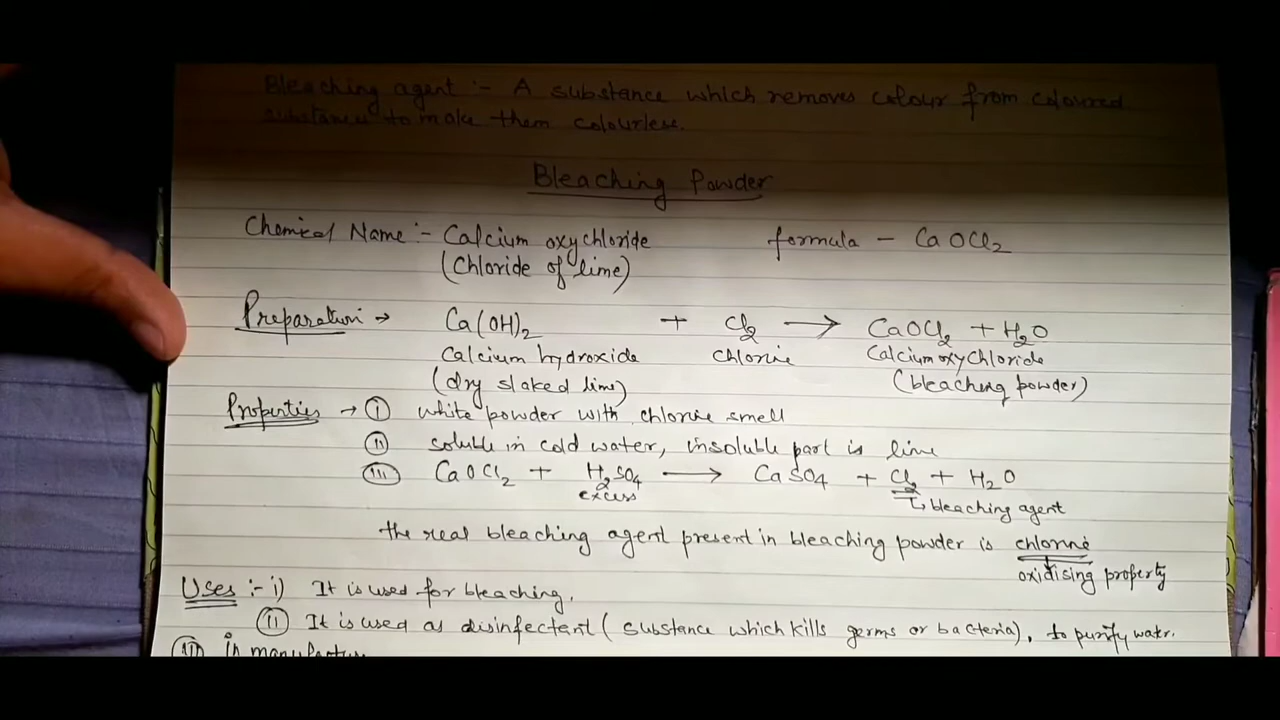 Bleaching agent :- A substance which removes colour from coloured
substance to make them colourless.
Bleaching Powder
Chemical Name :- Calcium oxychloride formula - CaOCl2
(Chloride of lime)
Preparation → Ca(OH)2 + Cl2 → CaOCl2 + H2O
Calcium hydroxide chlorine Calcium oxychloride
(dry slaked lime) (bleaching powder)
Properties → (i) white powder with chlorine smell
(ii) soluble in cold water, insoluble part is lime
(iii) CaOCl2 + H2SO4 → CaSO4 + Cl2 + H2O
excess ↳ bleaching agent
the real bleaching agent present in bleaching powder is chlorine
oxidising property
Uses :- i) It is used for bleaching.
(ii) It is used as disinfectant (substance which kills germs or bacteria), to purify water.
(iii) in manufacture